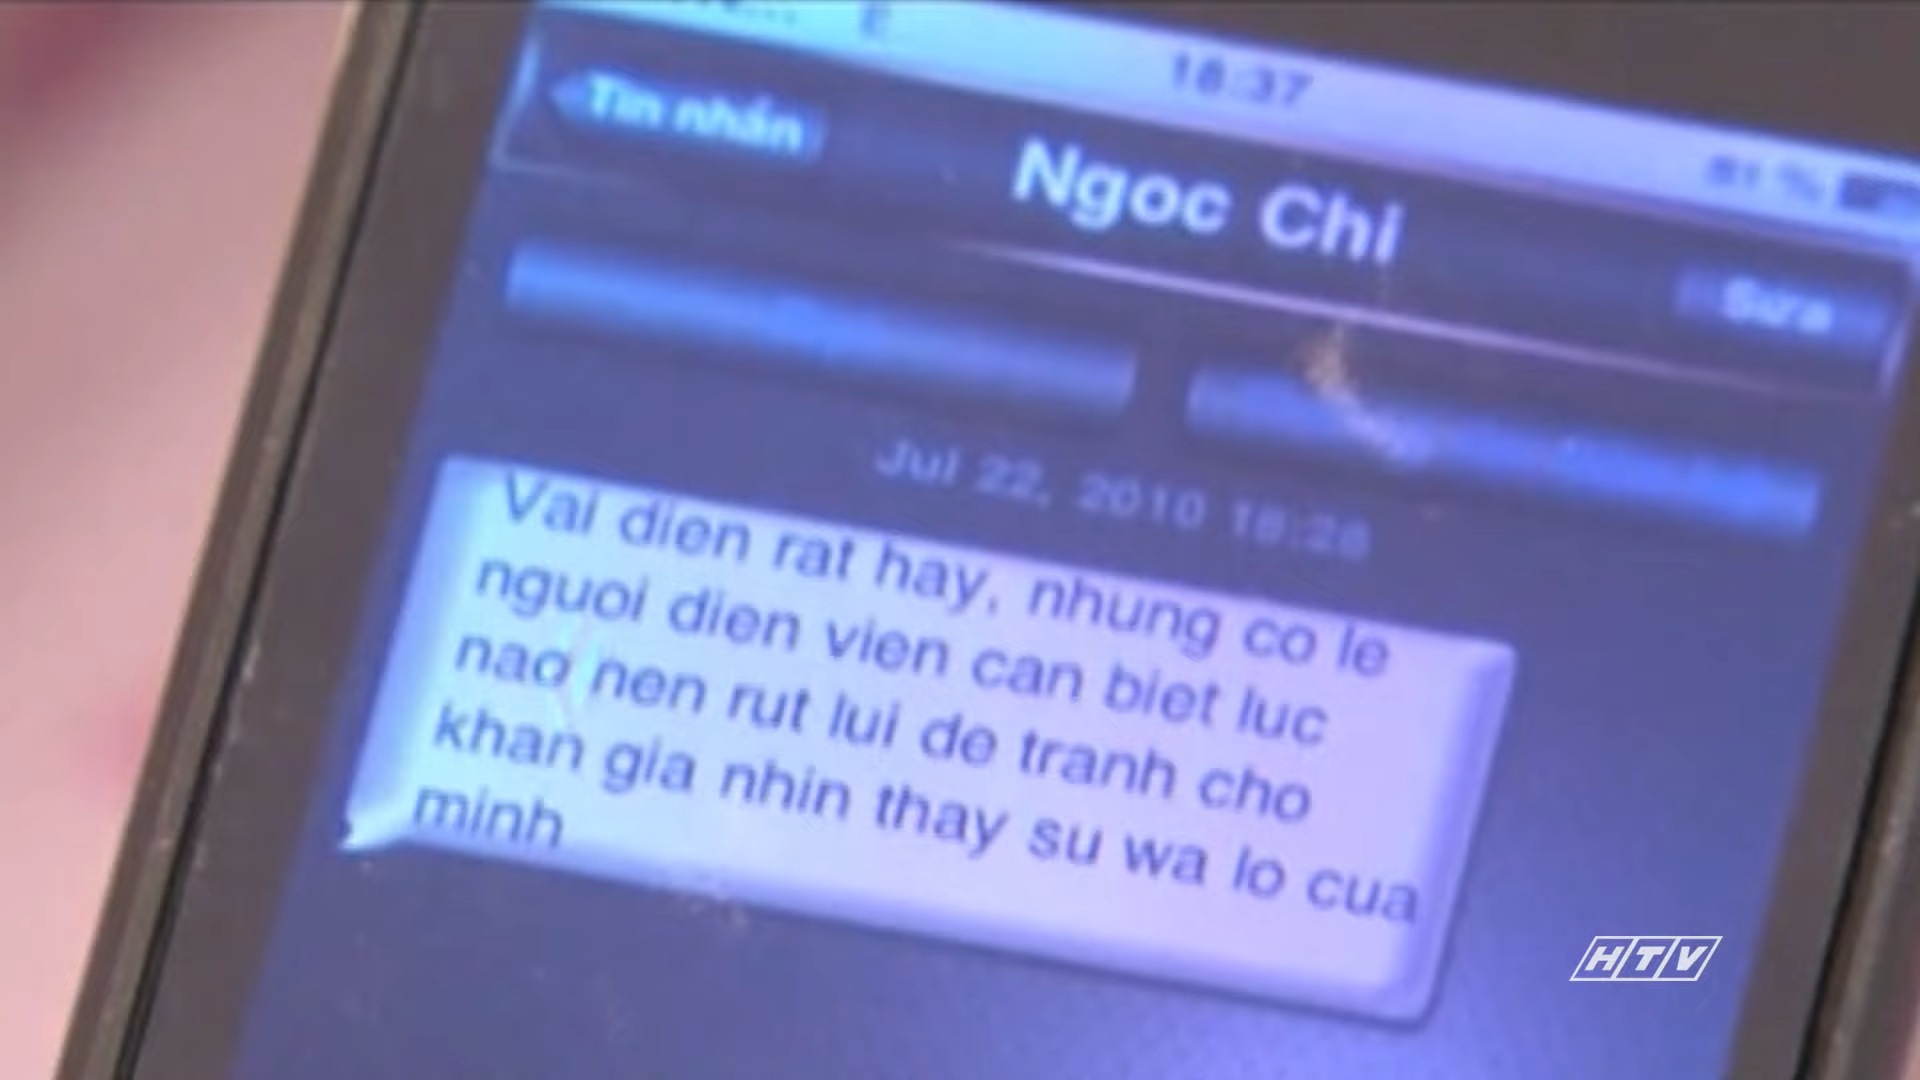 E
18:37
81 %
Tin nhắn
Ngoc Chi
Sửa
Jul 22, 2010 18:28
Vai dien rat hay, nhung co le
nguoi dien vien can biet luc
nao nen rut lui de tranh cho
khan gia nhin thay su wa lo cua
minh
HTV